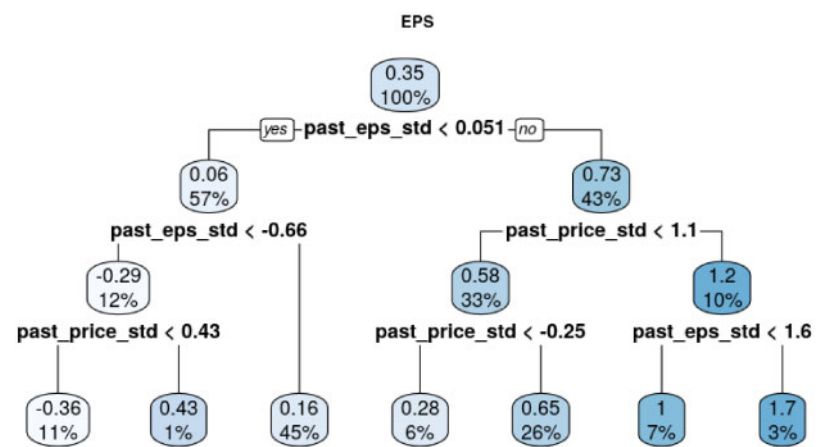 EPS
0.35
100%
yes past_eps_std < 0.051 no
0.06 0.73
57% 43%
past_eps_std < -0.66 past_price_std < 1.1
-0.29 0.58 1.2
12% 33% 10%
past_price_std < 0.43 past_price_std < -0.25 past_eps_std < 1.6
-0.36 0.43 0.16 0.28 0.65 1 1.7
11% 1% 45% 6% 26% 7% 3%